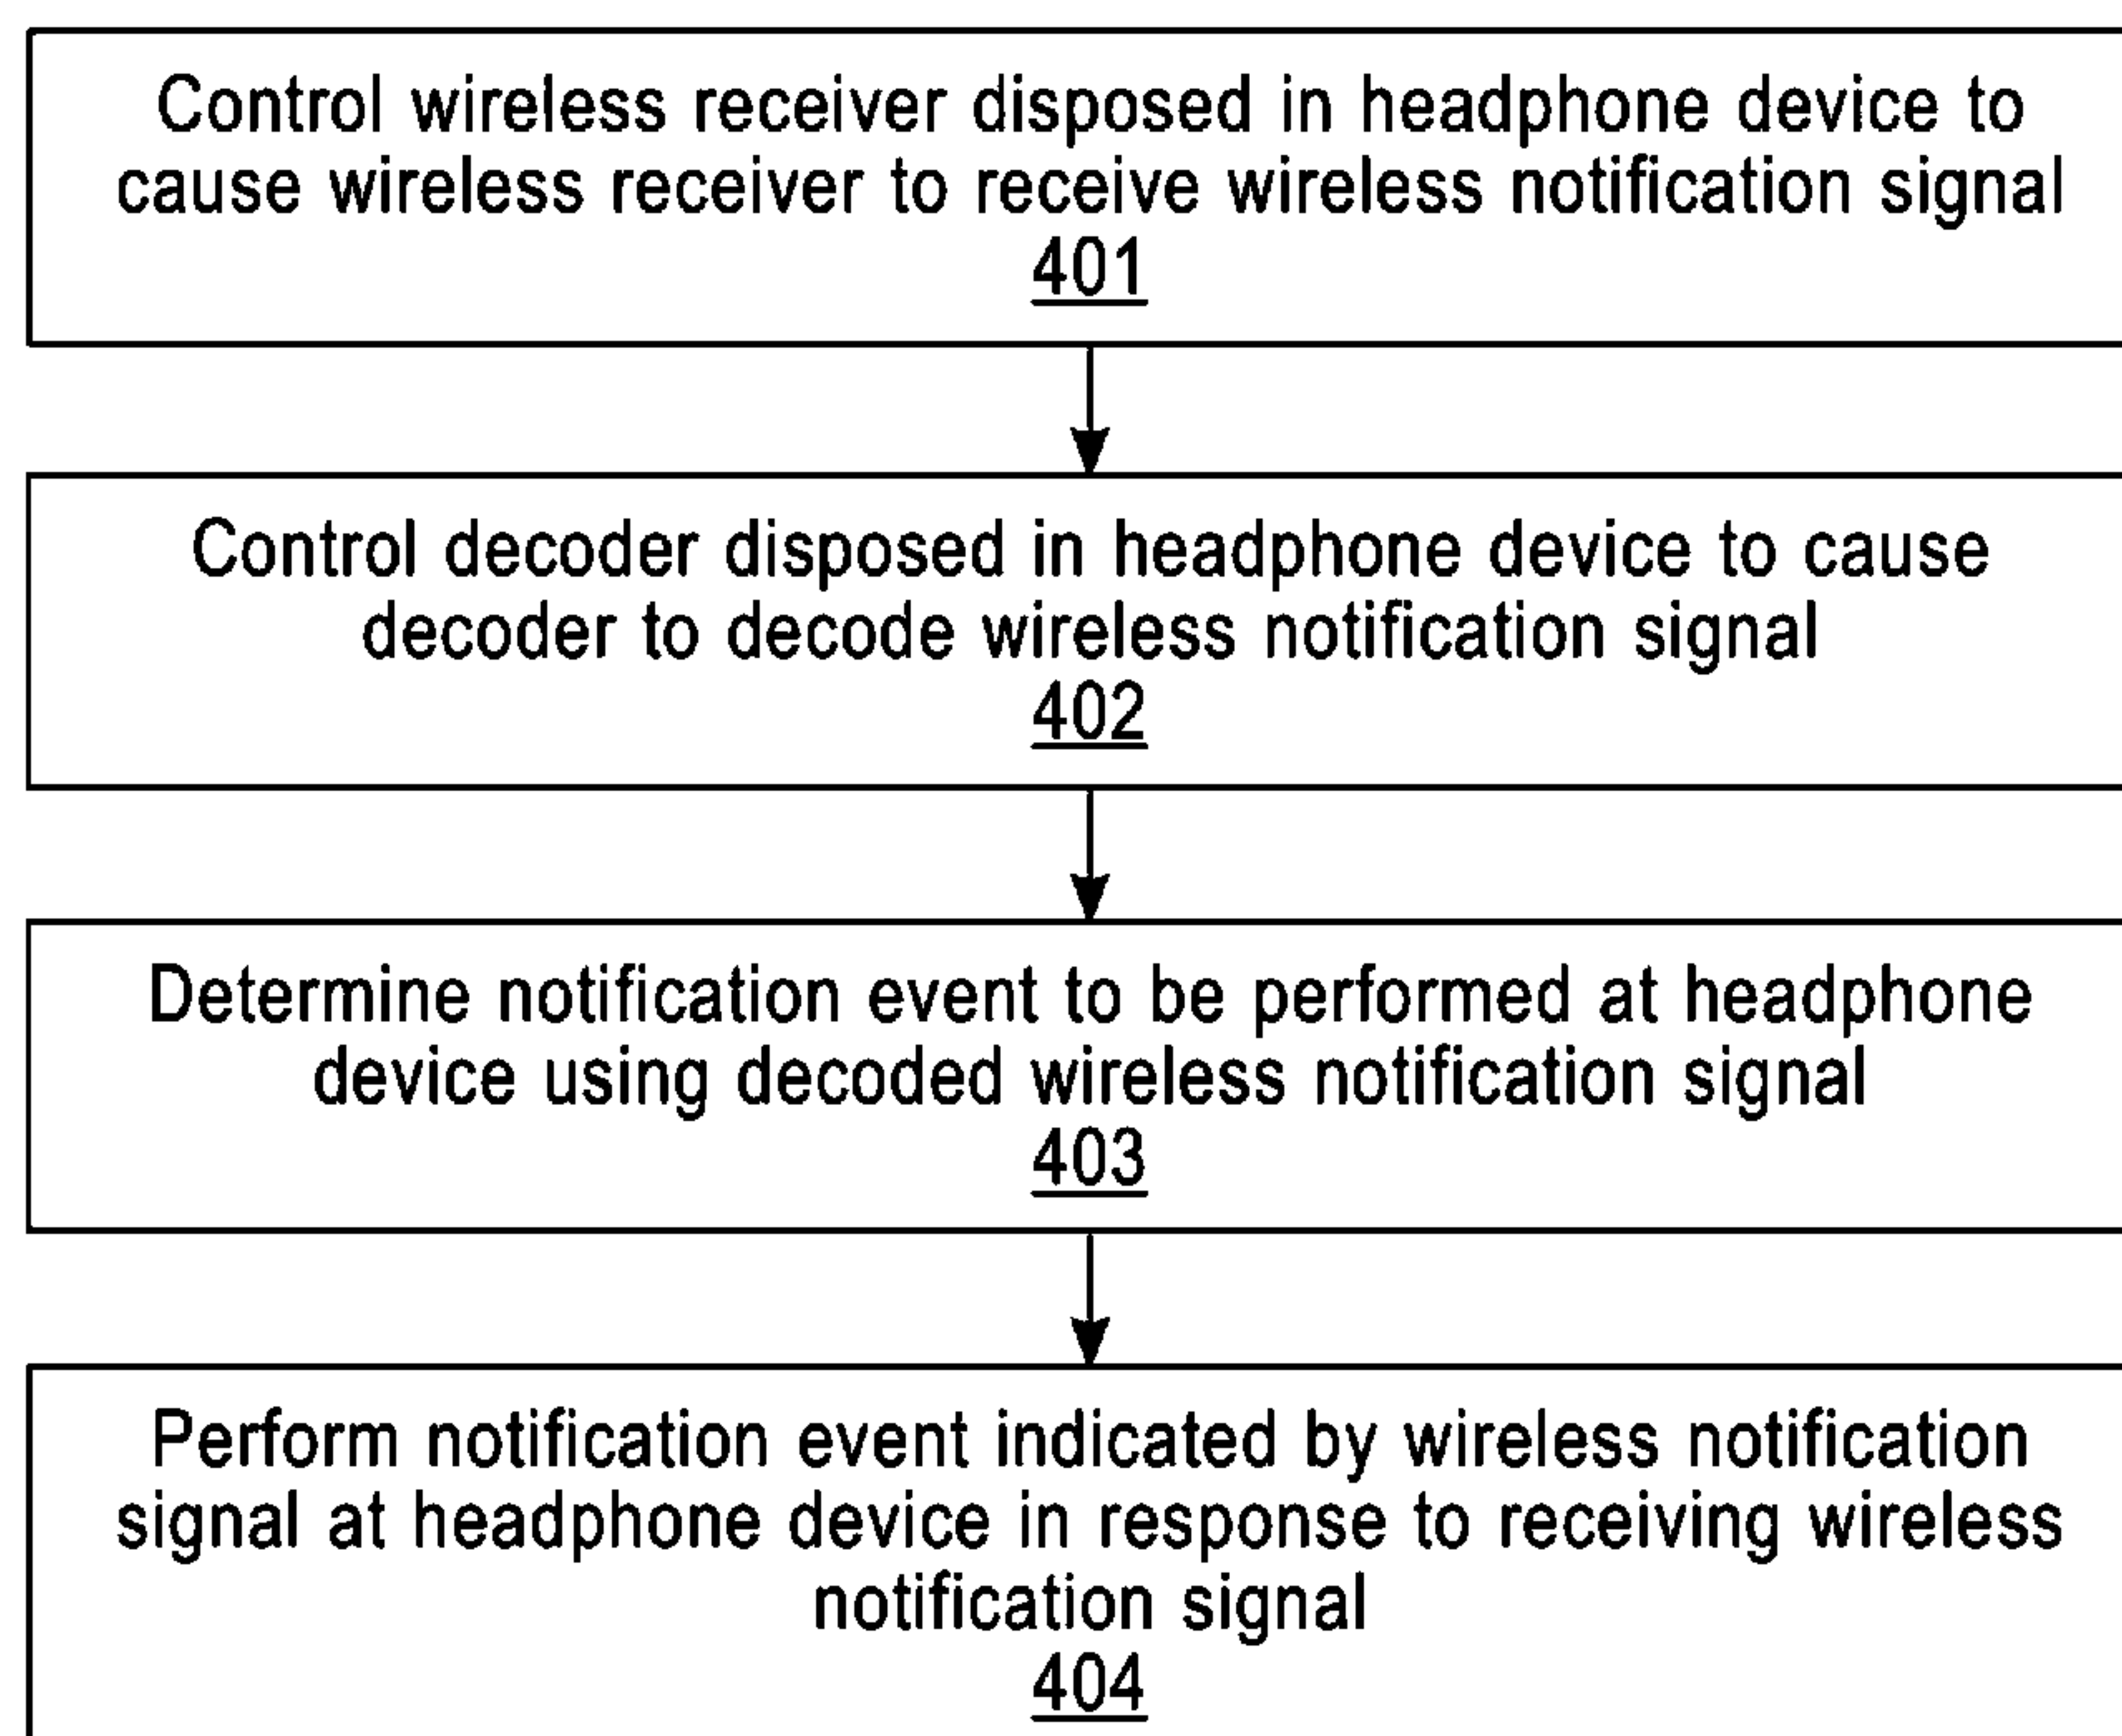 Control wireless receiver disposed in headphone device to
cause wireless receiver to receive wireless notification signal
401
Control decoder disposed in headphone device to cause
decoder to decode wireless notification signal
402
Determine notification event to be performed at headphone
device using decoded wireless notification signal
403
Perform notification event indicated by wireless notification
signal at headphone device in response to receiving wireless
notification signal
404